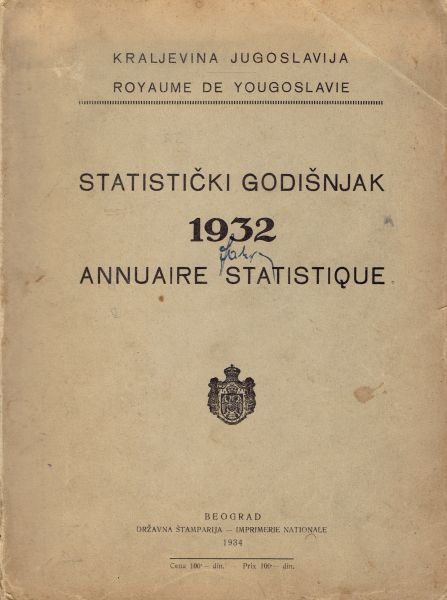 KRALJEVINA JUGOSLAVIJA
ROYAUME DE YOUGOSLAVIE
STATISTIČKI GODIŠNJAK
1932
ANNUAIRE STATISTIQUE
BEOGRAD
DRŽAVNA ŠTAMPARIJA — IMPRIMERIE NATIONALE
1934
Cena 100·— din. Prix 100·— din.